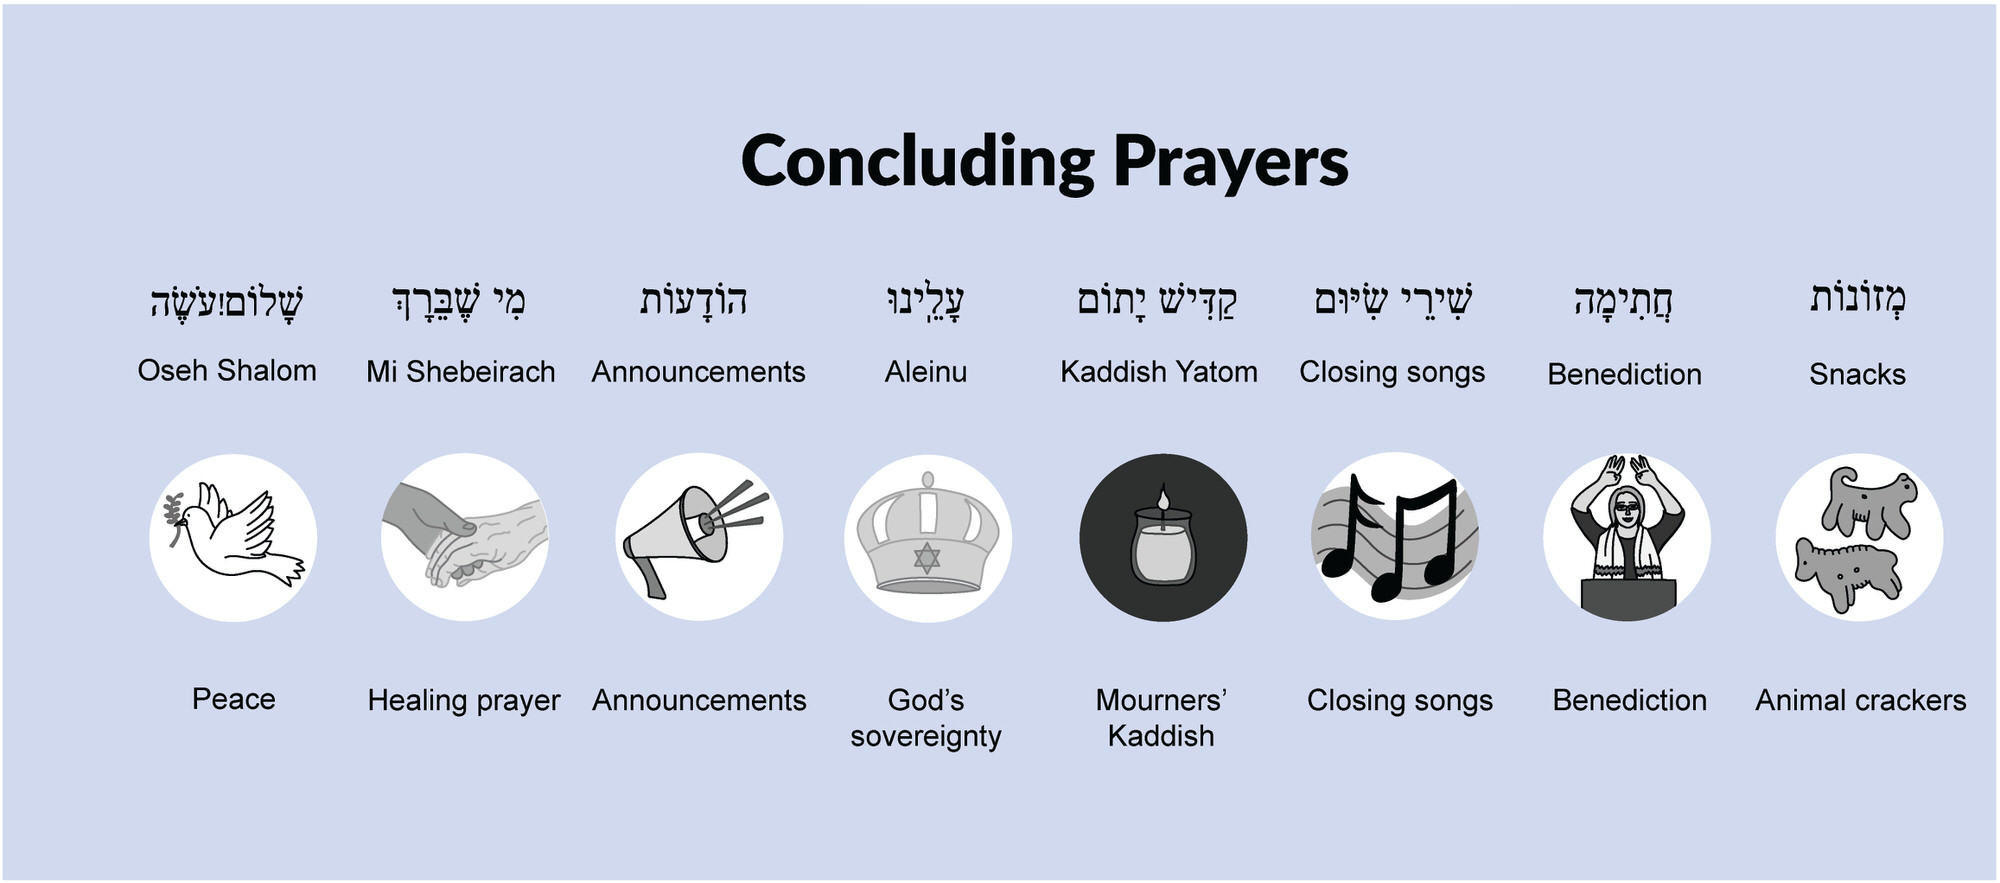 Concluding Prayers
שָׁלוֹם!עֹשֶׂה
מִי שֶׁבֵּרָךְ
הוֹדָעוֹת
עָלֵֽינוּ
קַדִּישׁ יָתוֹם
שִׁירֵי שִׂיּוּם
חֲתִימָה
מְזוֹנוֹת
Oseh Shalom
Mi Shebeirach
Announcements
Aleinu
Kaddish Yatom
Closing songs
Benediction
Snacks
Peace
Healing prayer
Announcements
God’s
sovereignty
Mourners’
Kaddish
Closing songs
Benediction
Animal crackers